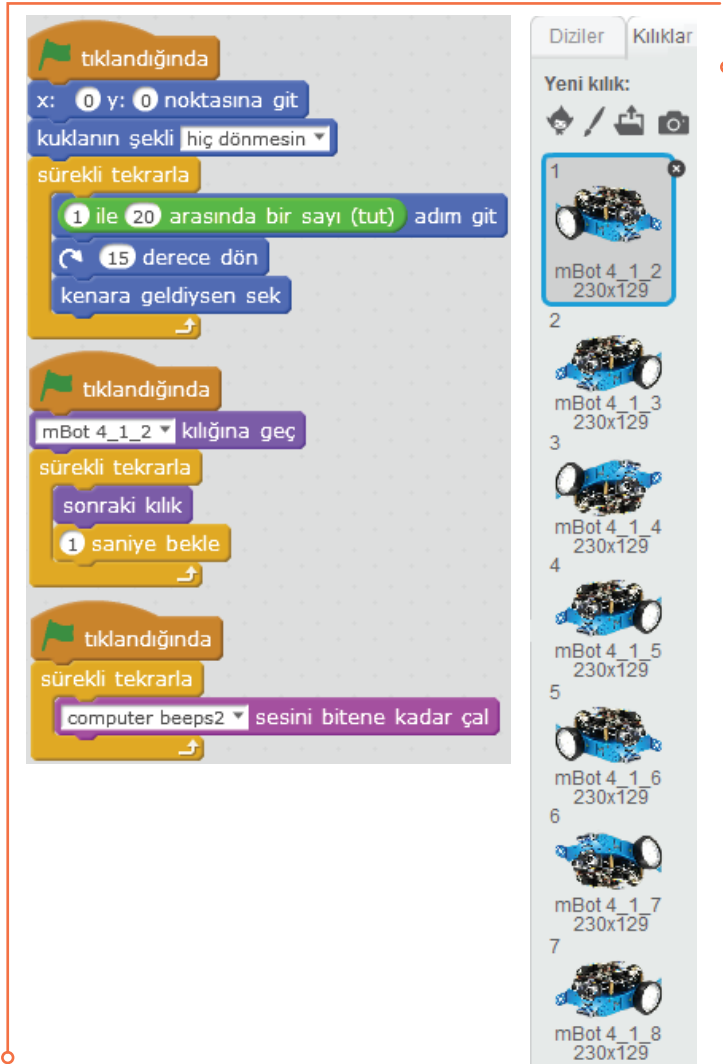 tıklandığında
x: 0 y: 0 noktasına git
kuklanın şekli hiç dönmesin
sürekli tekrarla
1 ile 20 arasında bir sayı (tut) adım git
15 derece dön
kenara geldiysen sek
tıklandığında
mBot 4_1_2 kılığına geç
sürekli tekrarla
sonraki kılık
1 saniye bekle
tıklandığında
sürekli tekrarla
computer beeps2 sesini bitene kadar çal
Diziler Kılıklar
Yeni kılık:
1
mBot 4_1_2
230x129
2
mBot 4_1_3
230x129
3
mBot 4_1_4
230x129
4
mBot 4_1_5
230x129
5
mBot 4_1_6
230x129
6
mBot 4_1_7
230x129
7
mBot 4_1_8
230x129